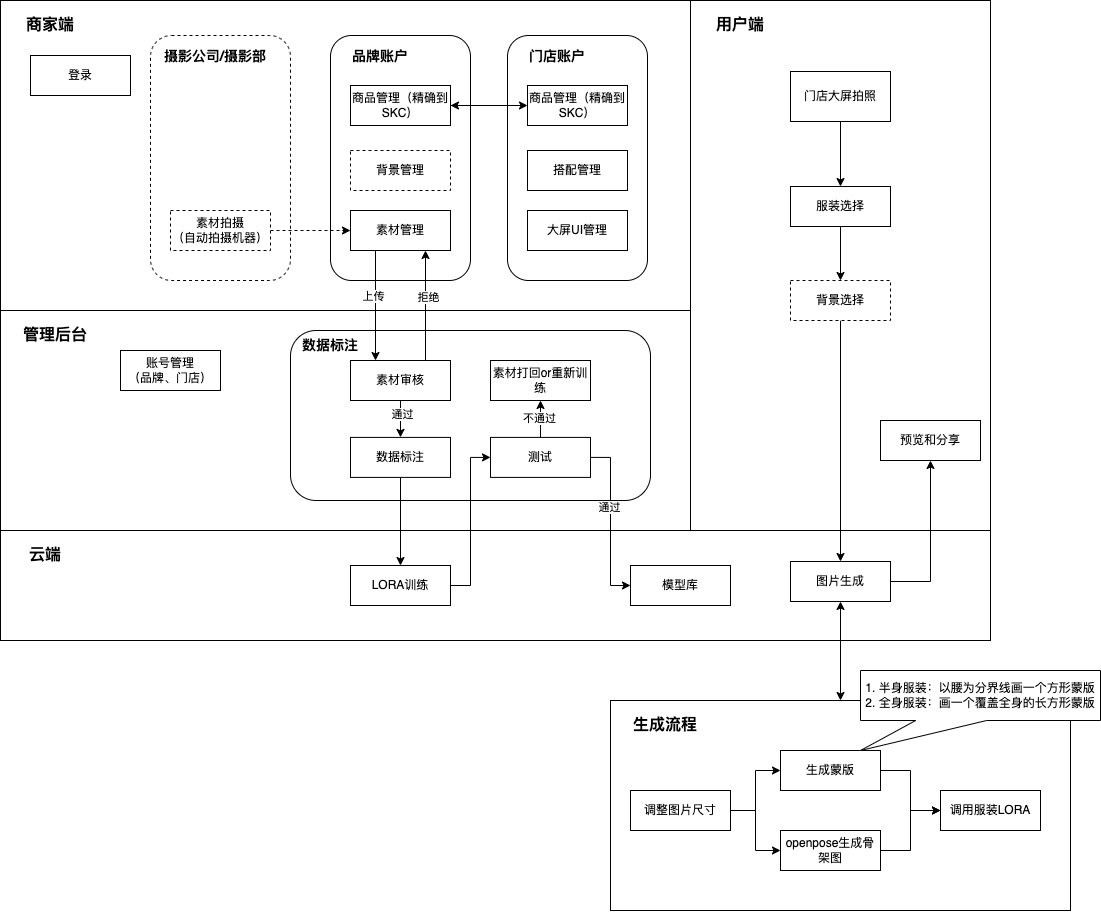 商家端
登录
摄影公司/摄影部
素材拍摄
（自动拍摄机器）
品牌账户
商品管理（精确到
SKC）
背景管理
素材管理
门店账户
商品管理（精确到
SKC）
搭配管理
大屏UI管理
上传
拒绝
用户端
门店大屏拍照
服装选择
背景选择
预览和分享
管理后台
账号管理
（品牌、门店）
数据标注
素材审核
通过
数据标注
素材打回or重新训
练
不通过
测试
通过
云端
LORA训练
模型库
图片生成
1. 半身服装：以腰为分界线画一个方形蒙版
2. 全身服装：画一个覆盖全身的长方形蒙版
生成流程
调整图片尺寸
生成蒙版
openpose生成骨
架图
调用服装LORA